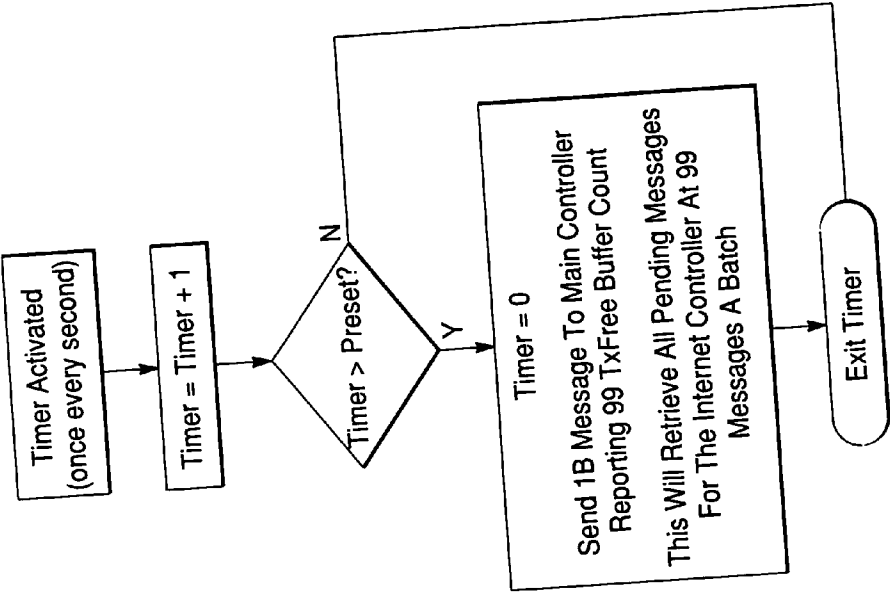 Timer Activated
(once every second)
Timer = Timer + 1
Timer > Preset?
N
Y
Timer = 0
Send 1B Message To Main Controller
Reporting 99 TxFree Buffer Count
This Will Retrieve All Pending Messages
For The Internet Controller At 99
Messages A Batch
Exit Timer